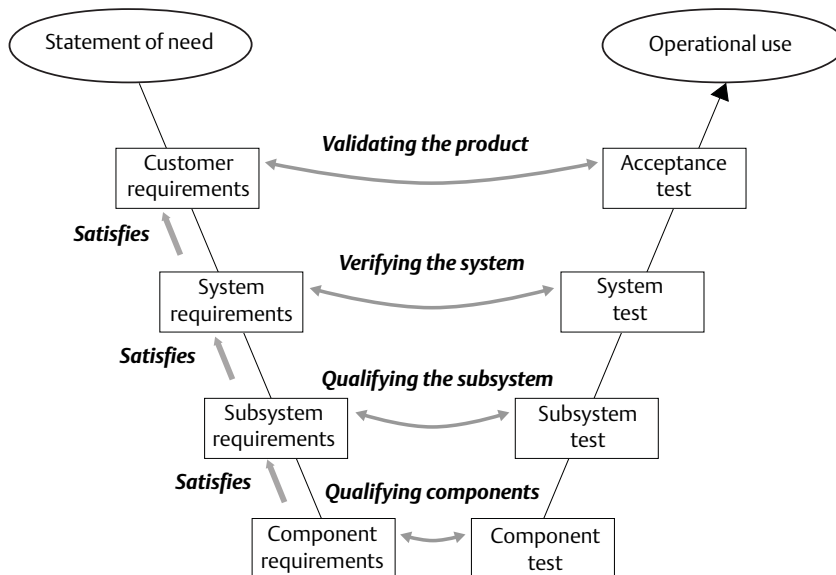 Statement of need
Operational use
Validating the product
Customer
requirements
Acceptance
test
Satisfies
Verifying the system
System
requirements
System
test
Satisfies
Qualifying the subsystem
Subsystem
requirements
Subsystem
test
Satisfies
Qualifying components
Component
requirements
Component
test